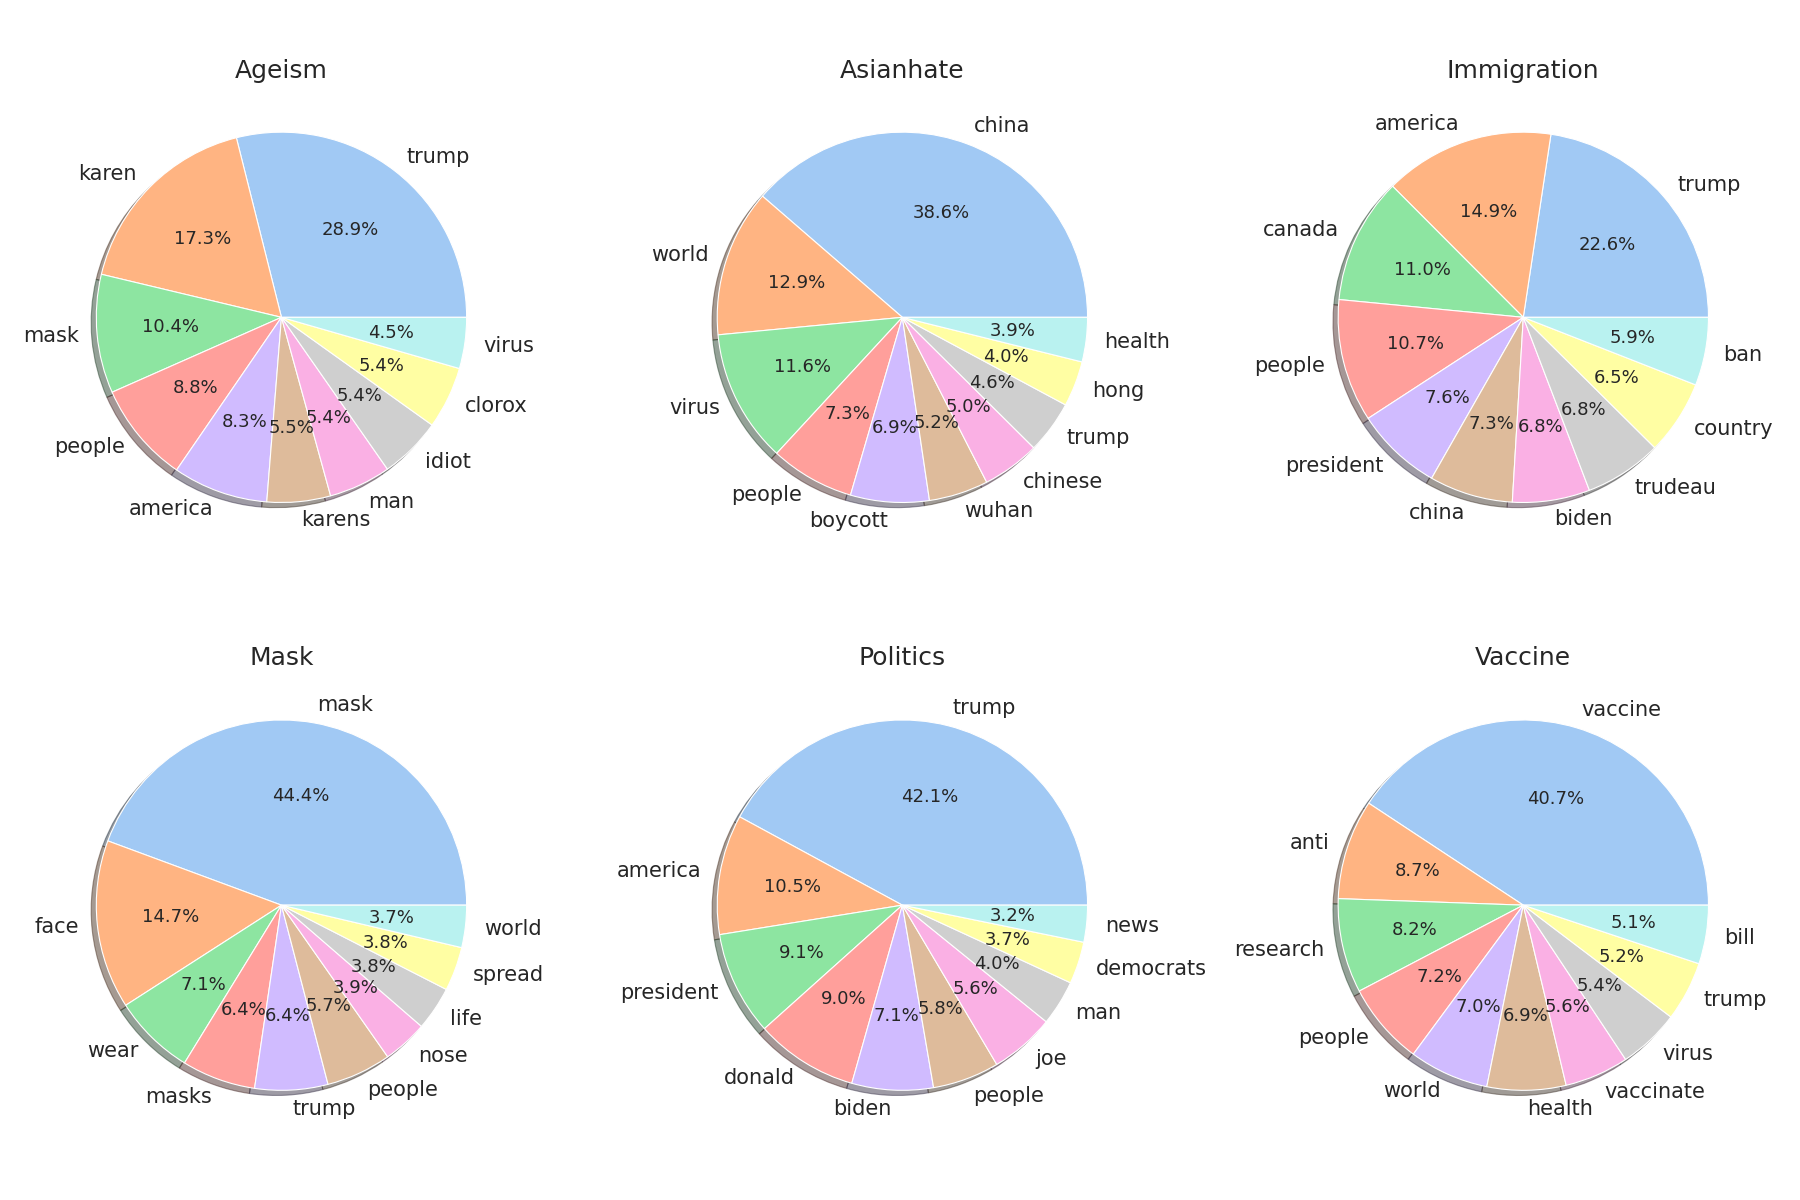 Ageism
trump
28.9%
karen
17.3%
mask
10.4%
people
8.8%
america
8.3%
karens
5.5%
man
5.4%
idiot
5.4%
clorox
5.4%
virus
4.5%
Asianhate
china
38.6%
world
12.9%
virus
11.6%
people
7.3%
boycott
6.9%
wuhan
5.2%
chinese
5.0%
trump
4.6%
hong
4.0%
health
3.9%
Immigration
trump
22.6%
america
14.9%
canada
11.0%
people
10.7%
president
7.6%
china
7.3%
biden
6.8%
trudeau
6.8%
country
6.5%
ban
5.9%
Mask
mask
44.4%
face
14.7%
wear
7.1%
masks
6.4%
trump
6.4%
people
5.7%
nose
3.9%
life
3.8%
spread
3.8%
world
3.7%
Politics
trump
42.1%
america
10.5%
president
9.1%
donald
9.0%
biden
7.1%
people
5.8%
joe
5.6%
man
4.0%
democrats
3.7%
news
3.2%
Vaccine
vaccine
40.7%
anti
8.7%
research
8.2%
people
7.2%
world
7.0%
health
6.9%
vaccinate
5.6%
virus
5.4%
trump
5.2%
bill
5.1%